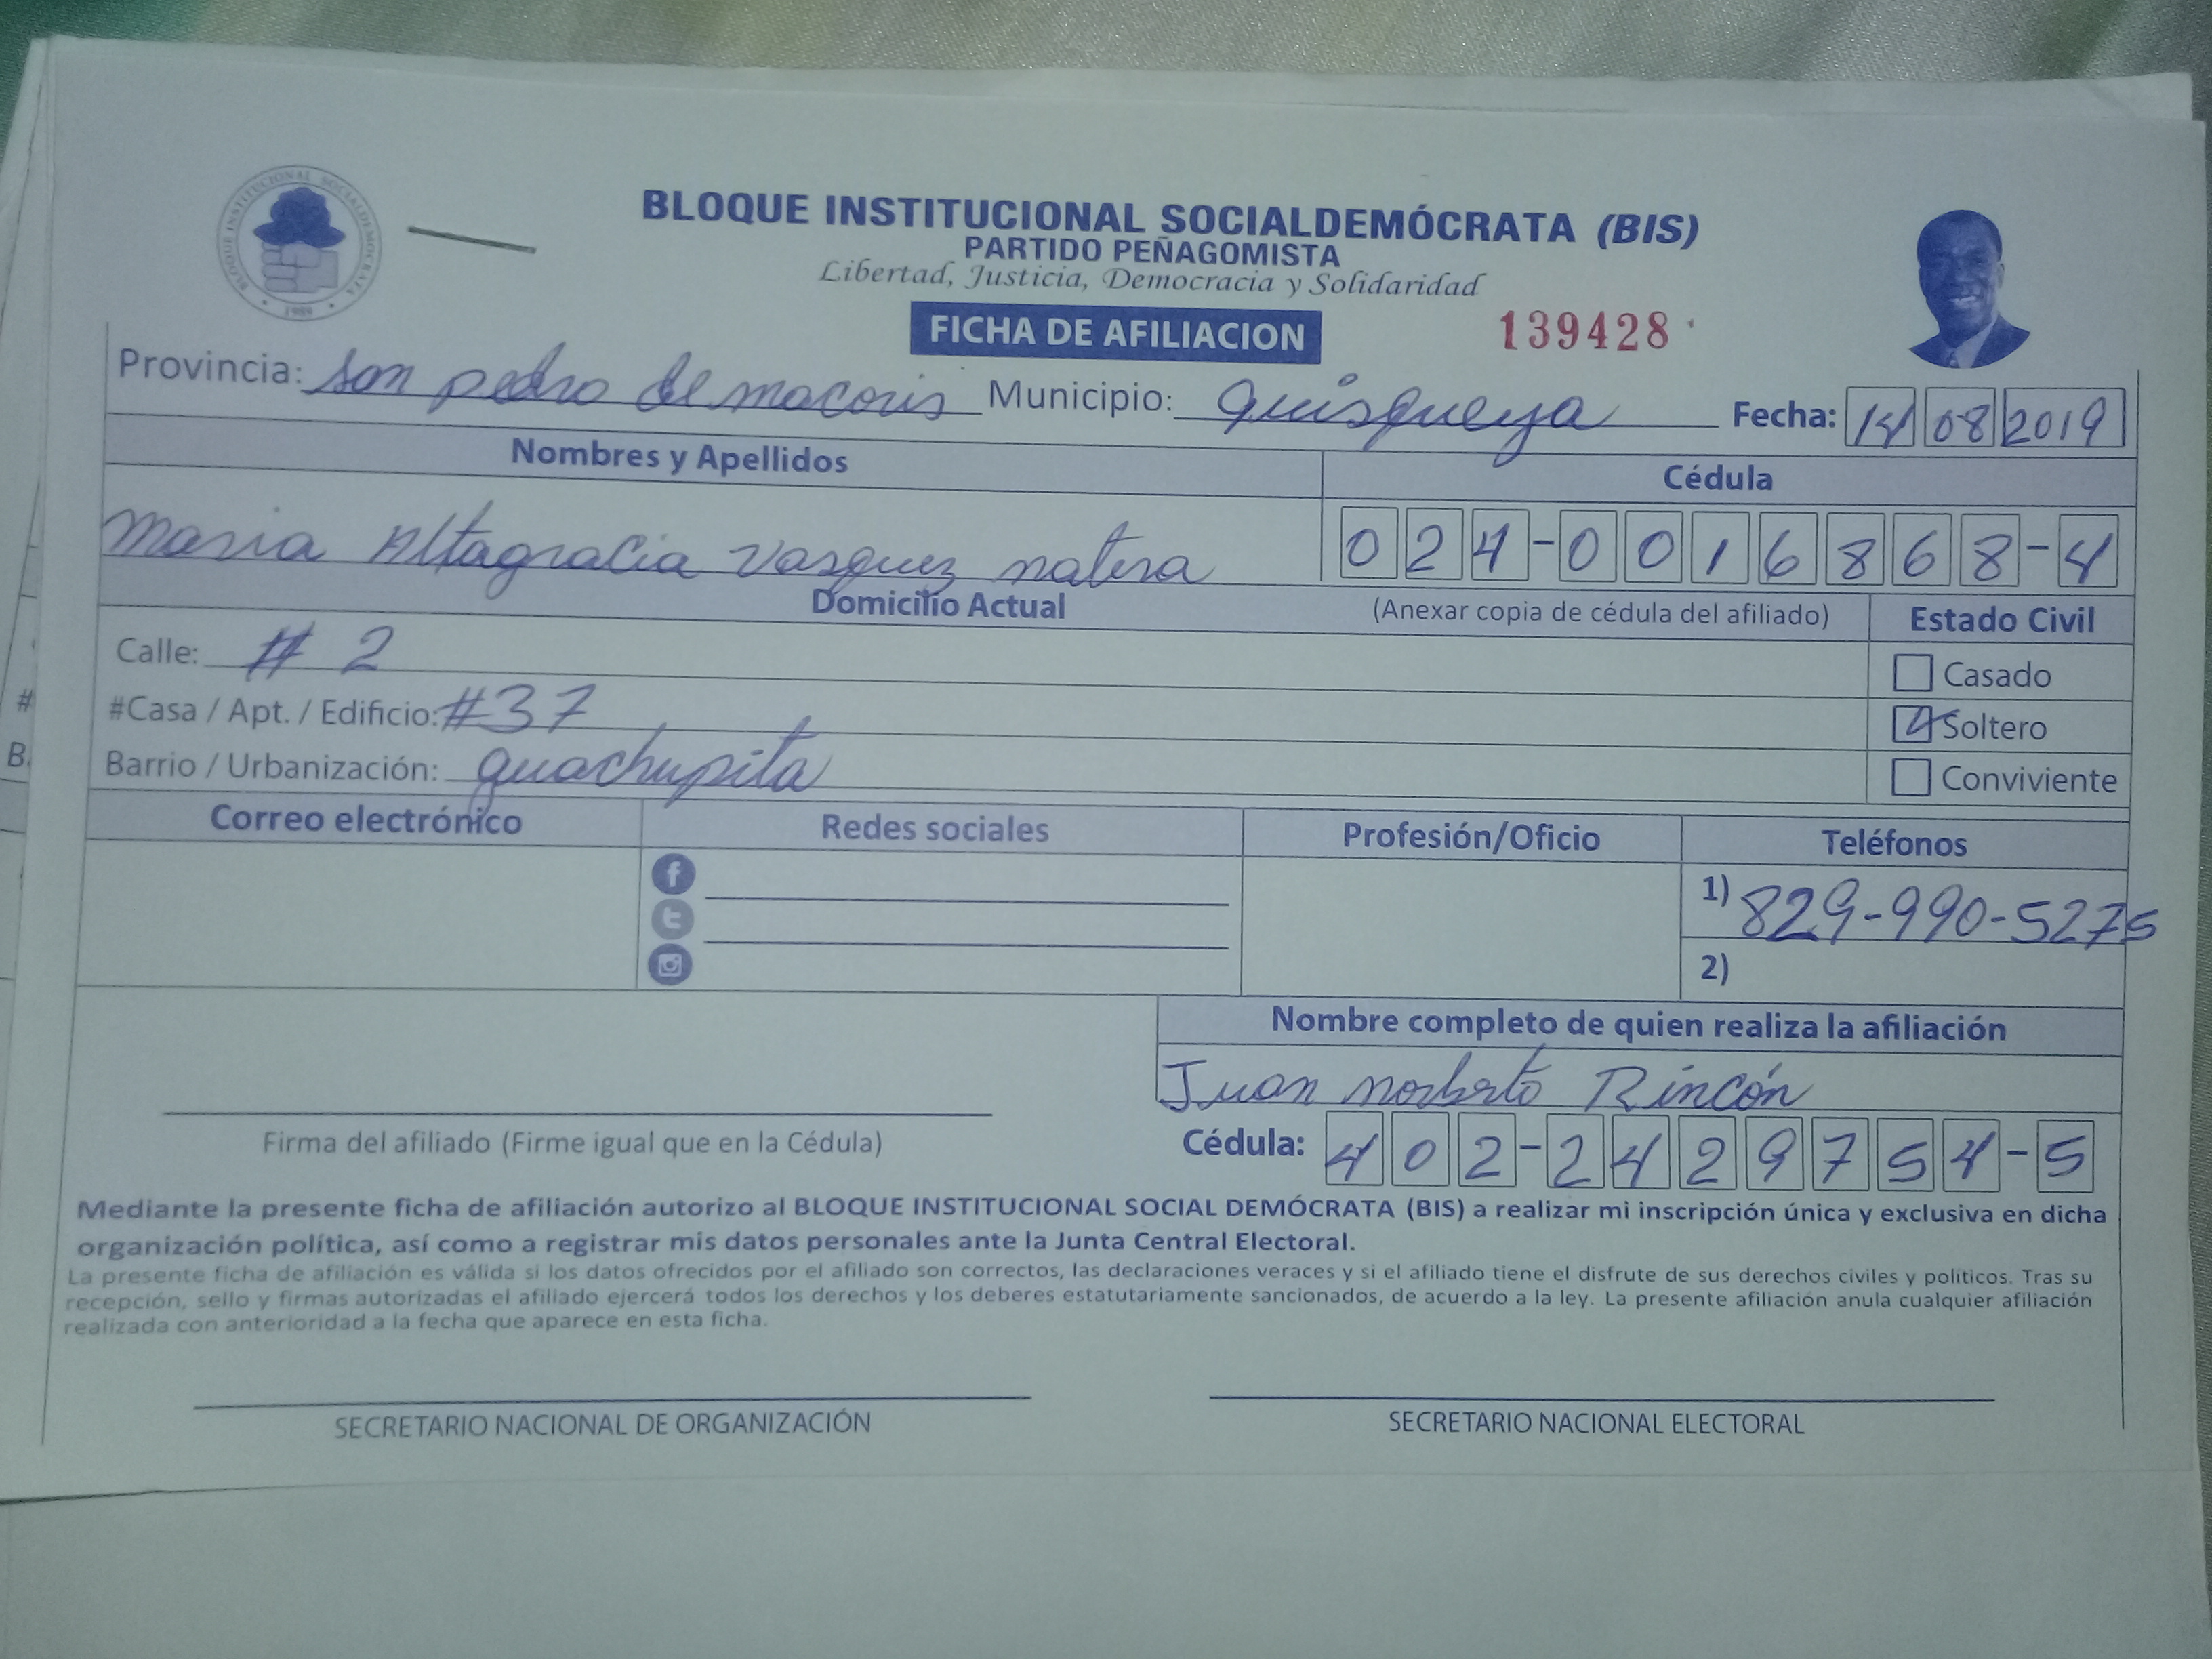 BLOQUE INSTITUCIONAL SOCIALDEMÓCRATA
1989
BLOQUE INSTITUCIONAL SOCIALDEMÓCRATA (BIS)
PARTIDO PEÑAGOMISTA
Libertad, Justicia, Democracia y Solidaridad
FICHA DE AFILIACION 139428
Provincia: san pedro de macoris Municipio: quisqueya Fecha: 14 08 2019
Nombres y Apellidos Cédula
Maria Altagracia Vasquez natera 024-0016868-4
Domicilio Actual (Anexar copia de cédula del afiliado) Estado Civil
Calle: # 2 Casado
#Casa / Apt. / Edificio: #37 Soltero
Barrio / Urbanización: guachupita Conviviente
Correo electrónico Redes sociales Profesión/Oficio Teléfonos
1) 829-990-5275
2)
Nombre completo de quien realiza la afiliación
Juan norberto Rincón
Firma del afiliado (Firme igual que en la Cédula) Cédula: 402-2429754-5
Mediante la presente ficha de afiliación autorizo al BLOQUE INSTITUCIONAL SOCIAL DEMÓCRATA (BIS) a realizar mi inscripción única y exclusiva en dicha
organización política, así como a registrar mis datos personales ante la Junta Central Electoral.
La presente ficha de afiliación es válida si los datos ofrecidos por el afiliado son correctos, las declaraciones veraces y si el afiliado tiene el disfrute de sus derechos civiles y políticos. Tras su
recepción, sello y firmas autorizadas el afiliado ejercerá todos los derechos y los deberes estatutariamente sancionados, de acuerdo a la ley. La presente afiliación anula cualquier afiliación
realizada con anterioridad a la fecha que aparece en esta ficha.
SECRETARIO NACIONAL DE ORGANIZACIÓN SECRETARIO NACIONAL ELECTORAL